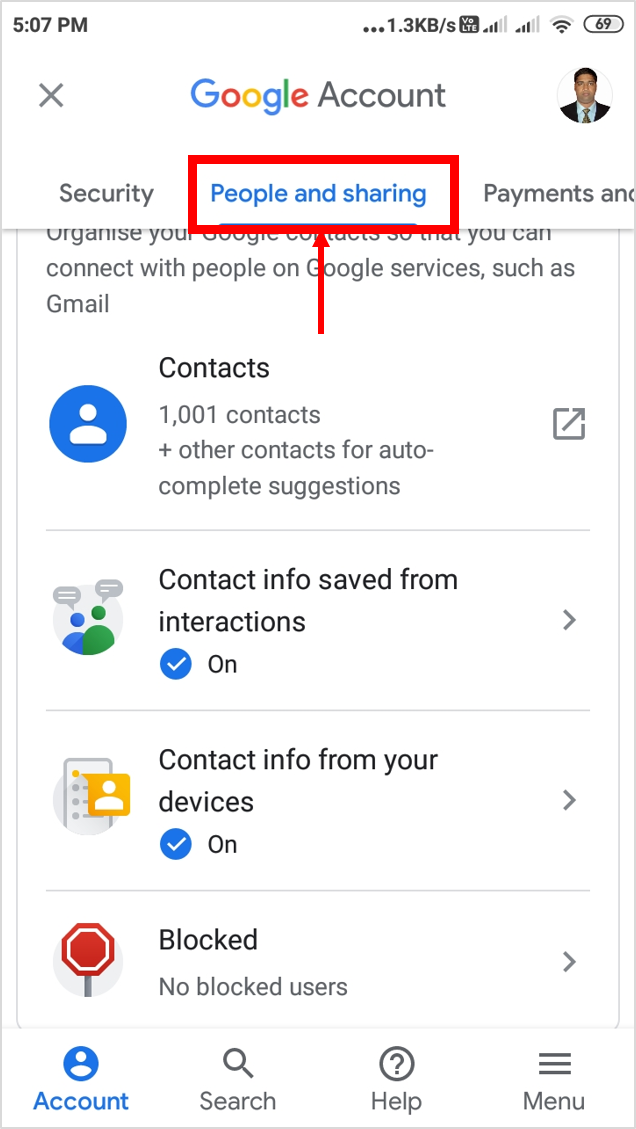 5:07 PM
...1.3KB/s Vo LTE 69
Google Account
Security People and sharing Payments and
Organise your Google contacts so that you can
connect with people on Google services, such as
Gmail
Contacts
1,001 contacts
+ other contacts for auto-
complete suggestions
Contact info saved from
interactions
On
Contact info from your
devices
On
Blocked
No blocked users
Account Search Help Menu